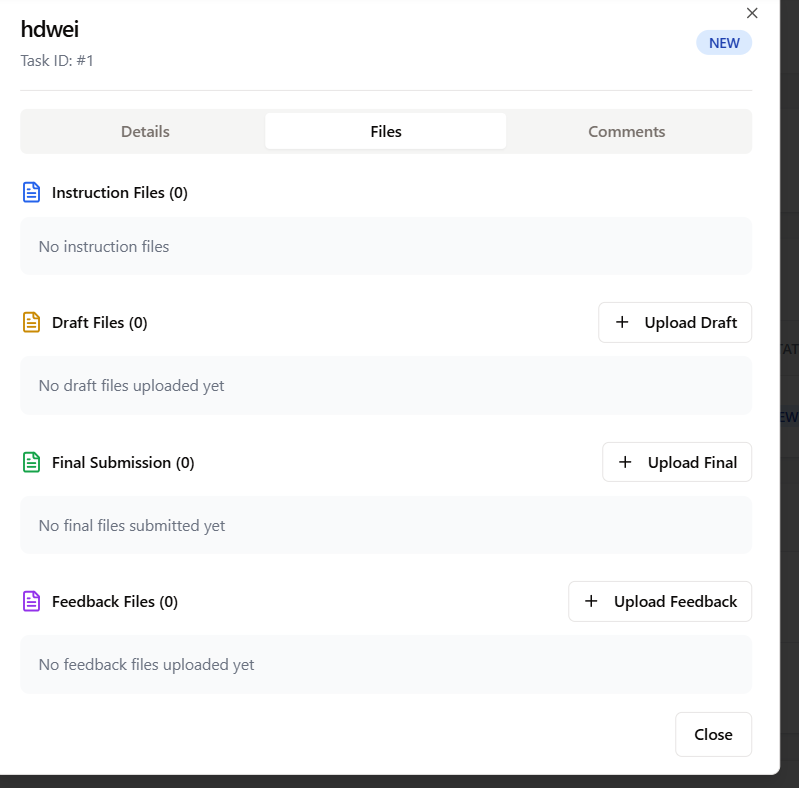 hdwei
NEW
Task ID: #1
Details
Files
Comments
Instruction Files (0)
No instruction files
Draft Files (0)
Upload Draft
No draft files uploaded yet
Final Submission (0)
Upload Final
No final files submitted yet
Feedback Files (0)
Upload Feedback
No feedback files uploaded yet
Close